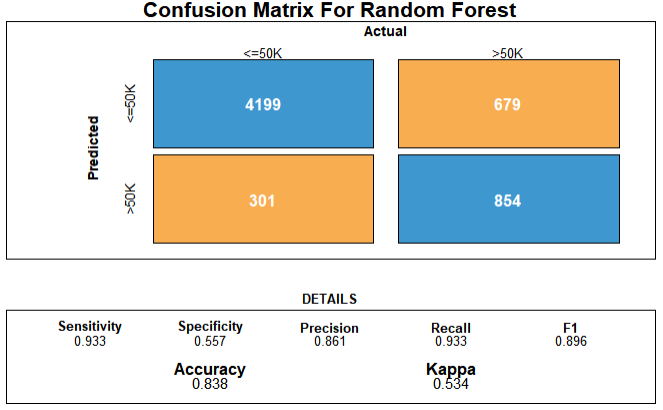 Confusion Matrix For Random Forest
Actual
<=50K >50K
Predicted
<=50K 4199 679
>50K 301 854
DETAILS
Sensitivity Specificity Precision Recall F1
0.933 0.557 0.861 0.933 0.896
Accuracy Kappa
0.838 0.534